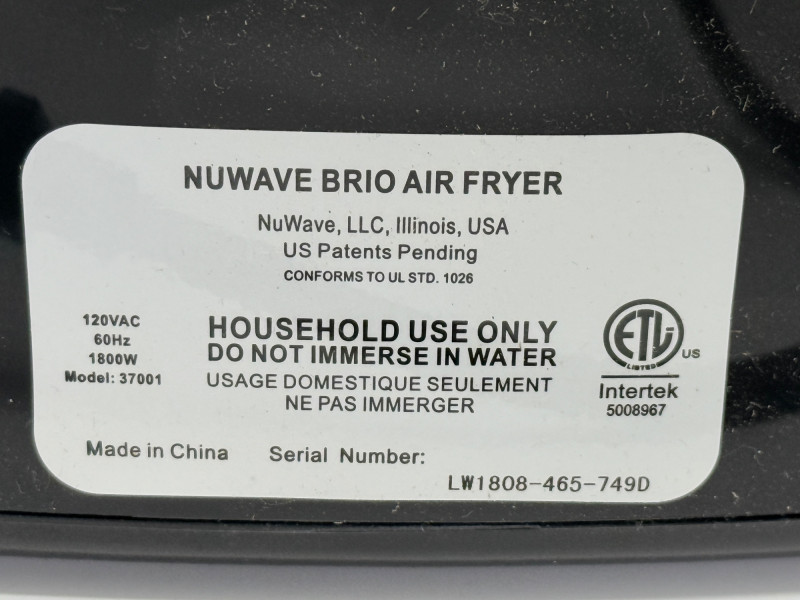 NUWAVE BRIO AIR FRYER
NuWave, LLC, Illinois, USA
US Patents Pending
CONFORMS TO UL STD. 1026
120VAC
60Hz
1800W
Model: 37001
HOUSEHOLD USE ONLY
DO NOT IMMERSE IN WATER
USAGE DOMESTIQUE SEULEMENT
NE PAS IMMERGER
ETL
LISTED
US
Intertek
5008967
Made in China
Serial Number:
LW1808-465-749D